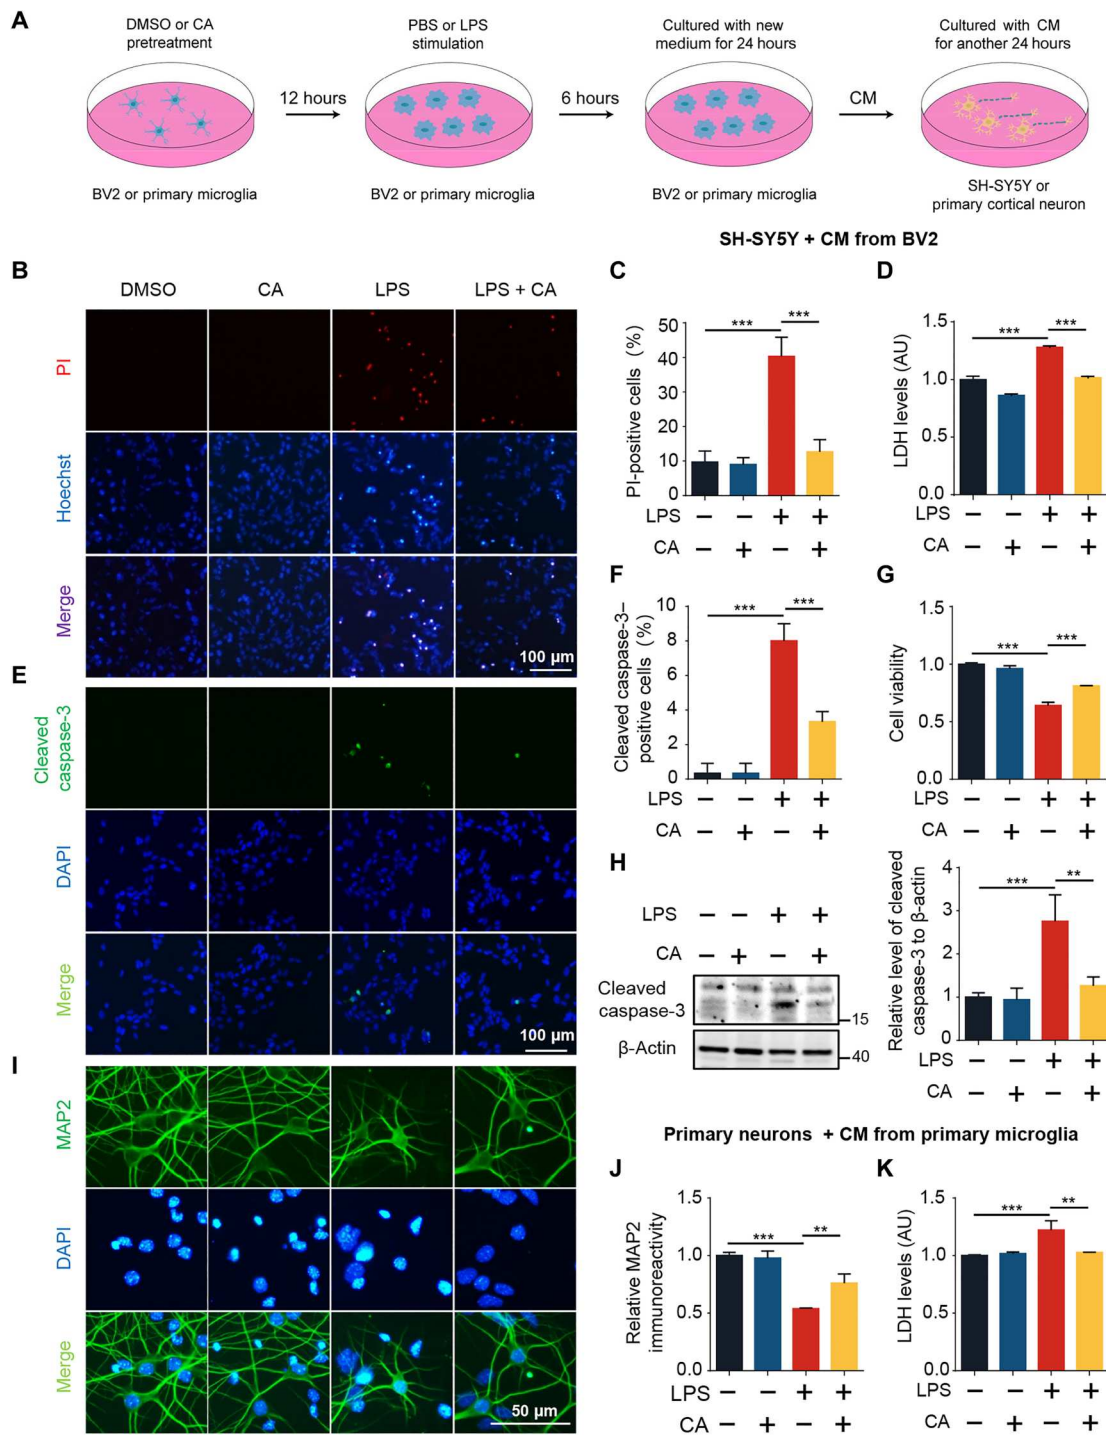 A
DMSO or CA
pretreatment
PBS or LPS
stimulation
Cultured with new
medium for 24 hours
Cultured with CM
for another 24 hours
12 hours
6 hours
CM
BV2 or primary microglia
BV2 or primary microglia
BV2 or primary microglia
SH-SY5Y or
primary cortical neuron
SH-SY5Y + CM from BV2
B
DMSO
CA
LPS
LPS + CA
PI
Hoechst
Merge
100 µm
C
PI-positive cells (%)
50
40
30
20
10
0
***
***
LPS − − + +
CA − + − +
D
LDH levels (AU)
1.5
1.0
0.5
0.0
***
***
LPS − − + +
CA − + − +
E
Cleaved
caspase-3
DAPI
Merge
100 µm
F
Cleaved caspase-3–
positive cells (%)
10
8
6
4
2
0
***
***
LPS − − + +
CA − + − +
G
Cell viability
1.5
1.0
0.5
0.0
***
***
LPS − − + +
CA − + − +
H
LPS − − + +
CA − + − +
Cleaved
caspase-3
15
β-Actin
40
Relative level of cleaved
caspase-3 to β-actin
4
3
2
1
0
***
**
LPS − − + +
CA − + − +
I
MAP2
DAPI
Merge
50 µm
Primary neurons + CM from primary microglia
J
Relative MAP2
immunoreactivity
1.5
1.0
0.5
0.0
***
**
LPS − − + +
CA − + − +
K
LDH levels (AU)
1.5
1.0
0.5
0.0
***
**
LPS − − + +
CA − + − +